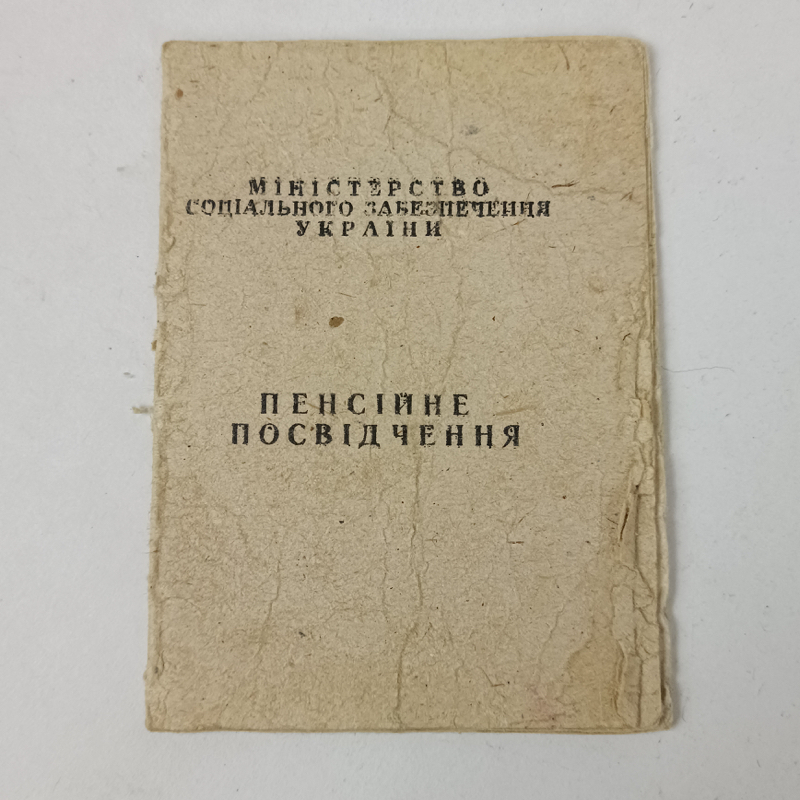 МІНІСТЕРСТВО
СОЦІАЛЬНОГО ЗАБЕЗПЕЧЕННЯ
УКРАЇНИ
ПЕНСІЙНЕ
ПОСВІДЧЕННЯ